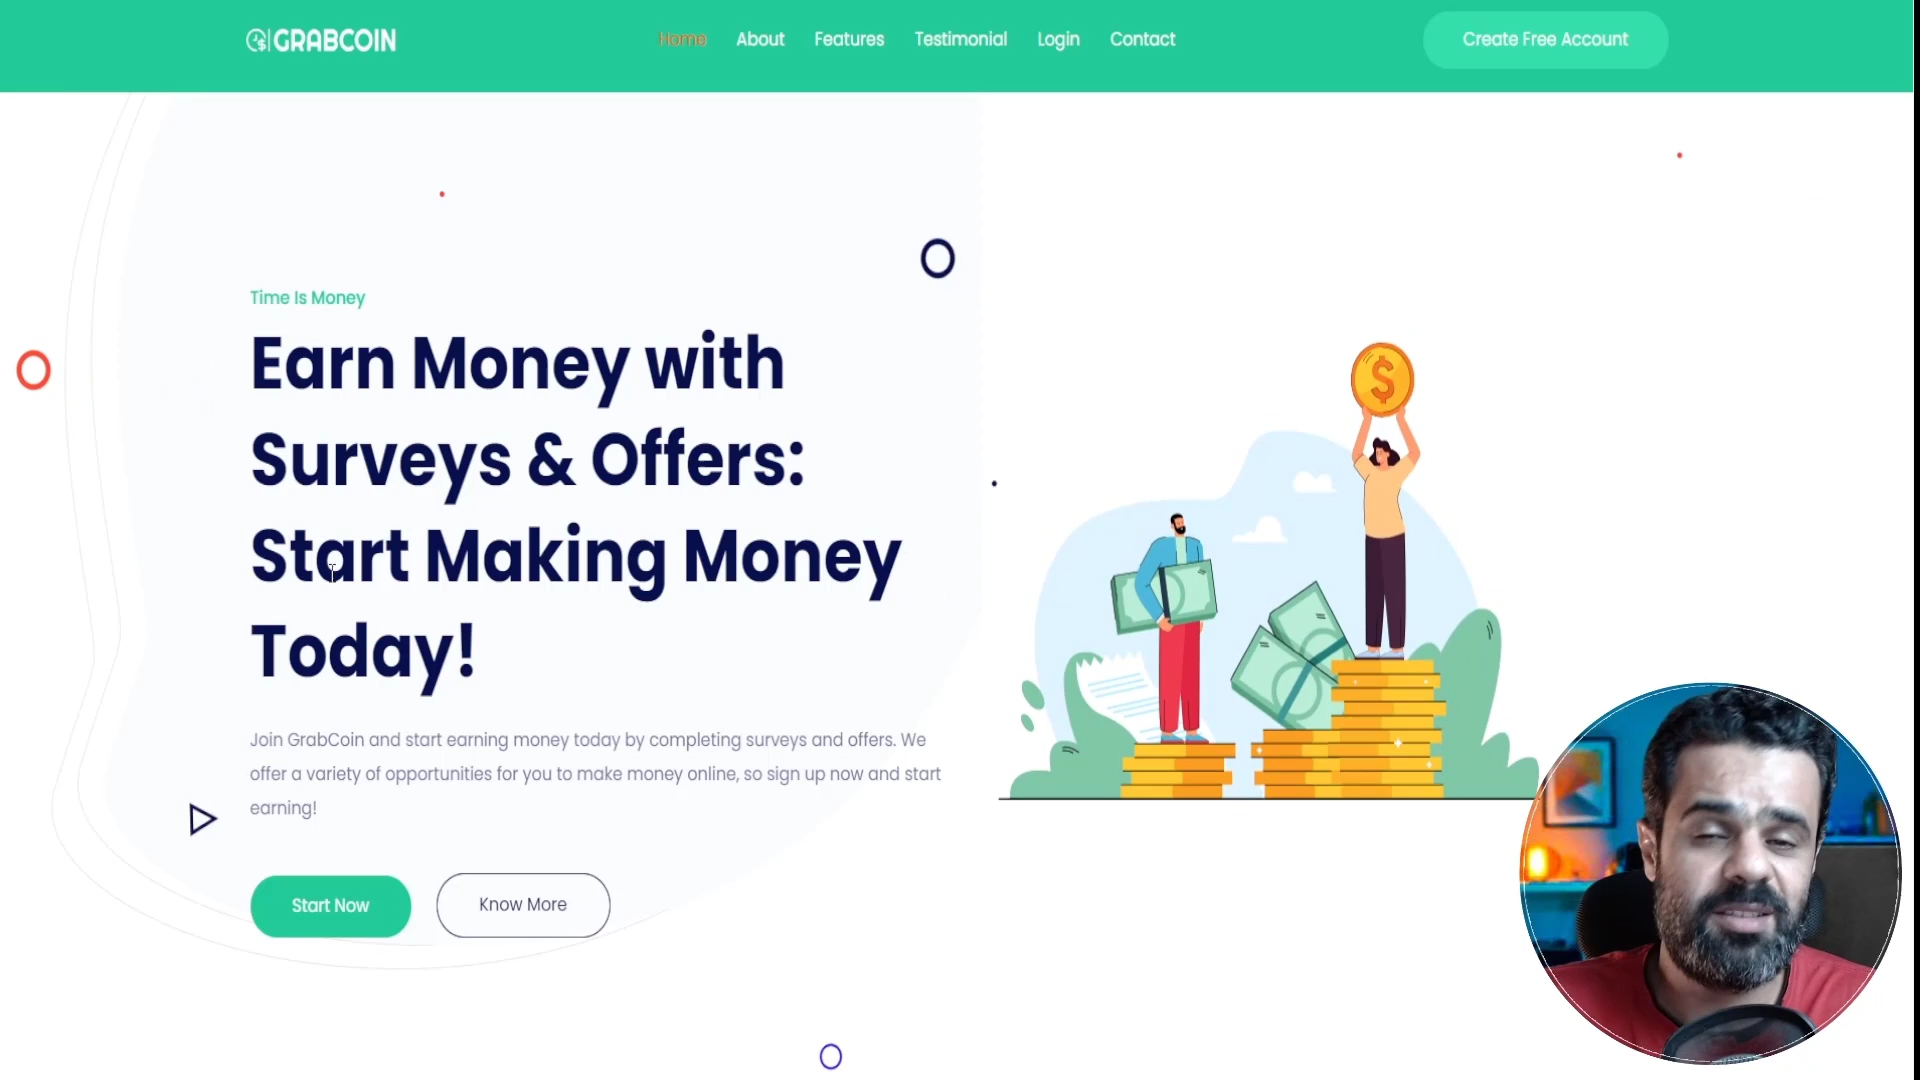 GRABCOIN
Home
About
Features
Testimonial
Login
Contact
Create Free Account
Time Is Money
Earn Money with
Surveys & Offers:
Start Making Money
Today!
Join GrabCoin and start earning money today by completing surveys and offers. We
offer a variety of opportunities for you to make money online, so sign up now and start
earning!
Start Now
Know More